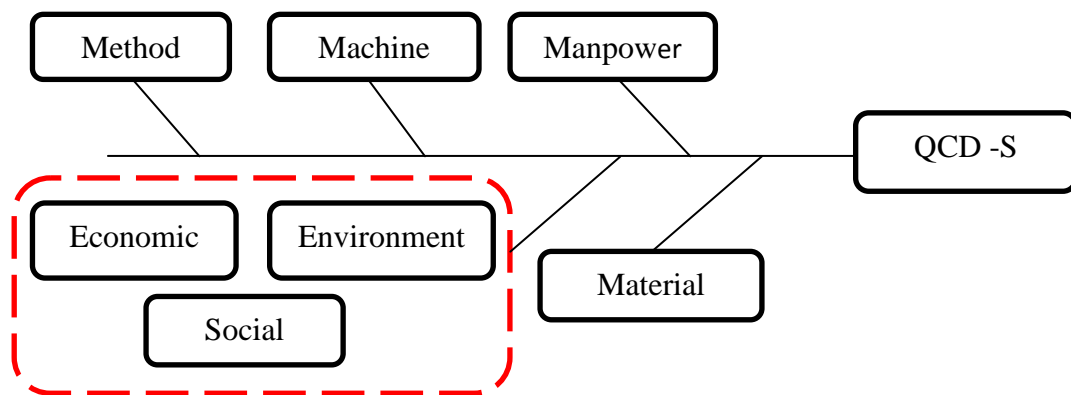 Method
Machine
Manpower
QCD -S
Economic
Environment
Material
Social